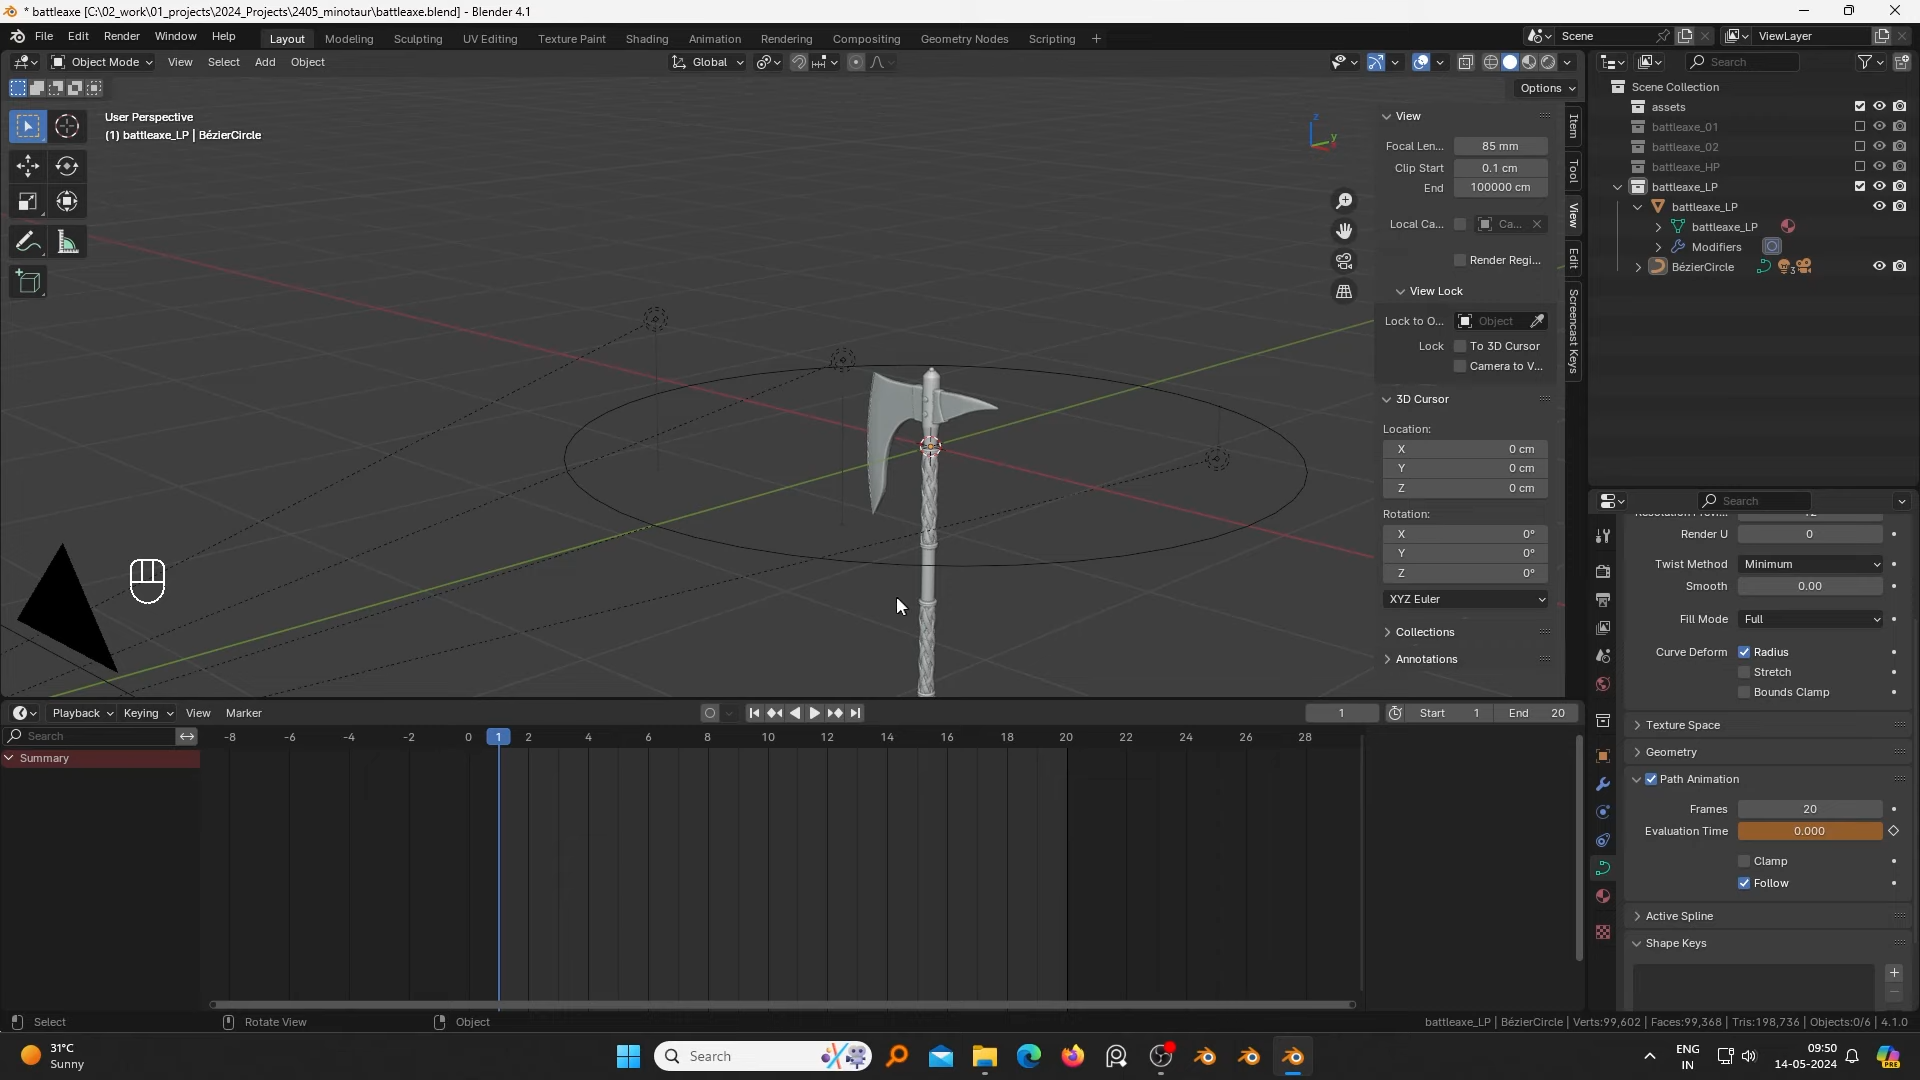 * battleaxe [C:\02_work\01_projects\2024_Projects\2405_minotaur\battleaxe.blend] - Blender 4.1
File Edit Render Window Help Layout Modeling Sculpting UV Editing Texture Paint Shading Animation Rendering Compositing Geometry Nodes Scripting + Scene ViewLayer
Object Mode View Select Add Object Global Search
Options
User Perspective
(1) battleaxe_LP | BézierCircle
z
y
View
Focal Len... 85 mm
Clip Start 0.1 cm
End 100000 cm
Local Ca... Ca...
Render Regi...
View Lock
Lock to O... Object
Lock To 3D Cursor
Camera to V...
3D Cursor
Location:
X 0 cm
Y 0 cm
Z 0 cm
Rotation:
X 0°
Y 0°
Z 0°
XYZ Euler
Collections
Annotations
Item
Tool
View
Edit
Screencast Keys
Scene Collection
assets
battleaxe_01
battleaxe_02
battleaxe_HP
battleaxe_LP
battleaxe_LP
battleaxe_LP
Modifiers
BézierCircle 3
Search
Render U 0
Twist Method Minimum
Smooth 0.00
Fill Mode Full
Curve Deform Radius
Stretch
Bounds Clamp
Texture Space
Geometry
Path Animation
Frames 20
Evaluation Time 0.000
Clamp
Follow
Active Spline
Shape Keys
Playback Keying View Marker 1 Start 1 End 20
Search -8 -6 -4 -2 0 1 2 4 6 8 10 12 14 16 18 20 22 24 26 28
Summary
Select Rotate View Object battleaxe_LP | BézierCircle | Verts:99,602 | Faces:99,368 | Tris:198,736 | Objects:0/6 | 4.1.0
31°C
Sunny
Search
ENG
IN
09:50
14-05-2024
PRE